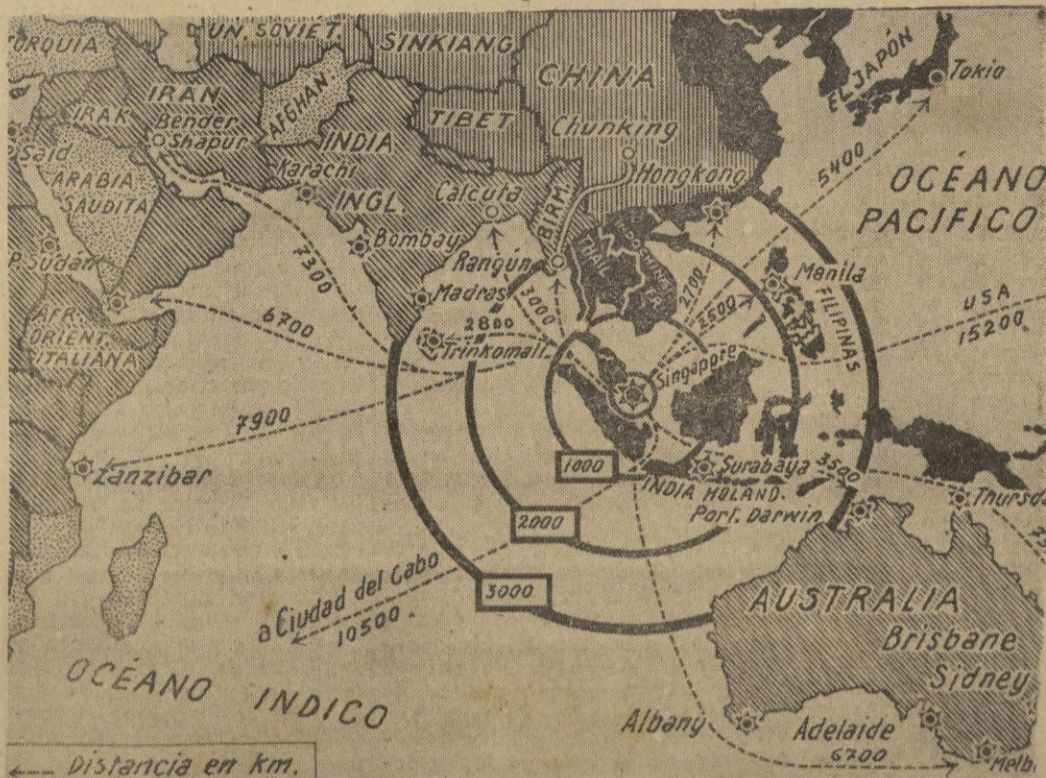 UN. SOVIET.
SINKIANG
CHINA
EL JAPÓN
Tokio
IRAN
Bender
Shapur
AFGHAN.
IRAK
TIBET
Chunking
INDIA
Said
Karachi
ARABIA
SAUDITA
INGL.
Calcuta
BIRM.
Hongkong
5400
OCÉANO
PACIFICO
Bombay
7300
Sudán
Rangún
THAI
Manila
FILIPINAS
Madras
3000
2700
2500
USA
15200
6700
2800
Trinkomali
Singapore
AFR.
ORIENT.
ITALIANA
7900
Zanzibar
1000
Surabaya
3500
INDIA HOLAND.
Port. Darwin
Thursda
2000
3000
a Ciudad del Cabo
10500
AUSTRALIA
Brisbane
Sidney
OCÉANO INDICO
Albany
Adelaide
6700
Melb.
Distancia en km.